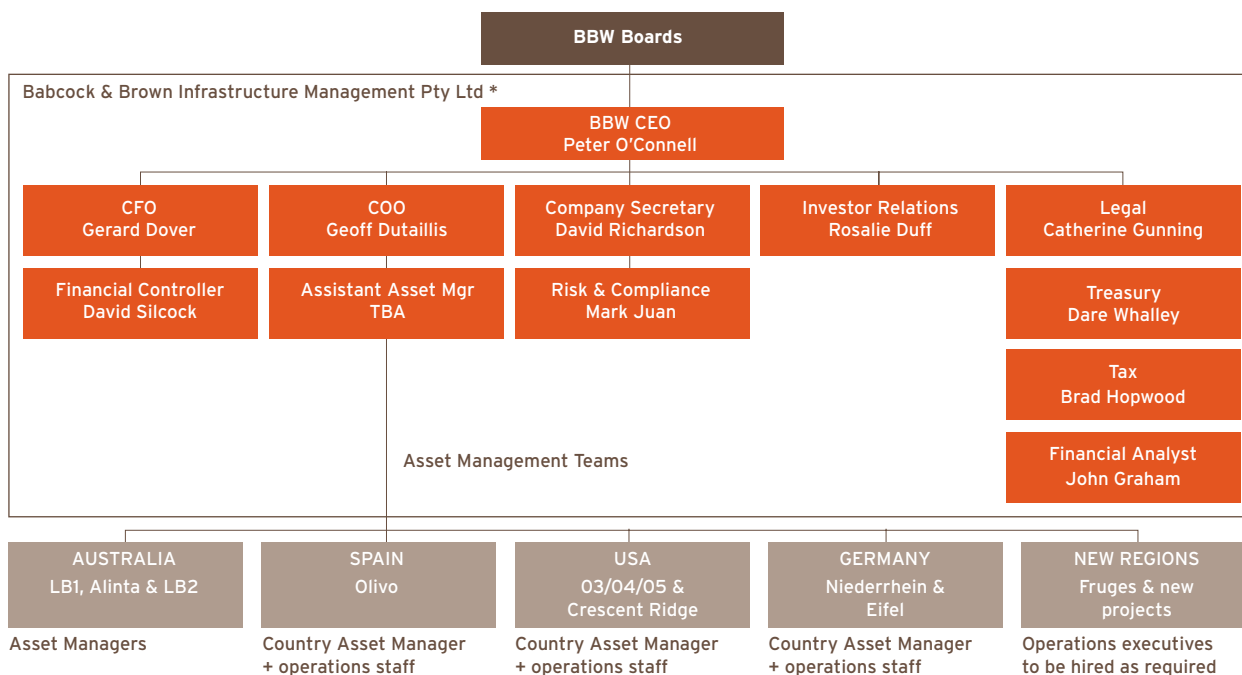 BBW Boards
Babcock & Brown Infrastructure Management Pty Ltd *
BBW CEO
Peter O'Connell
CFO
Gerard Dover
COO
Geoff Dutaillis
Company Secretary
David Richardson
Investor Relations
Rosalie Duff
Legal
Catherine Gunning
Financial Controller
David Silcock
Assistant Asset Mgr
TBA
Risk & Compliance
Mark Juan
Treasury
Dare Whalley
Tax
Brad Hopwood
Financial Analyst
John Graham
Asset Management Teams
AUSTRALIA
LB1, Alinta & LB2
SPAIN
Olivo
USA
03/04/05 &
Crescent Ridge
GERMANY
Niederrhein &
Eifel
NEW REGIONS
Fruges & new
projects
Asset Managers
Country Asset Manager
+ operations staff
Country Asset Manager
+ operations staff
Country Asset Manager
+ operations staff
Operations executives
to be hired as required